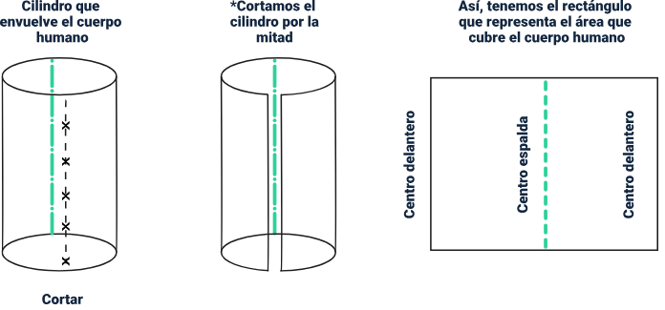 Cilindro que
envuelve el cuerpo
humano
*Cortamos el
cilindro por la
mitad
Así, tenemos el rectángulo
que representa el área que
cubre el cuerpo humano
Centro delantero
Centro espalda
Centro delantero
Cortar